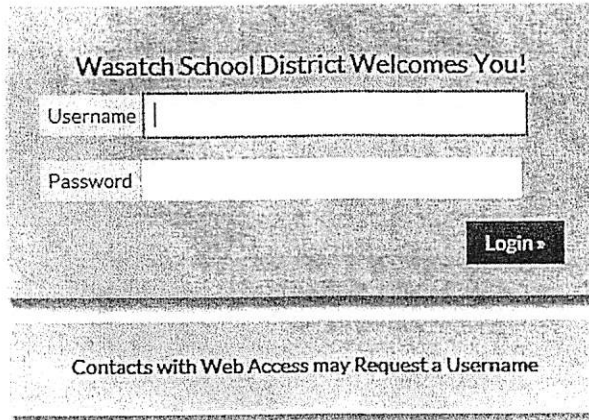 Wasatch School District Welcomes You!
Username
Password
Login »
Contacts with Web Access may Request a Username